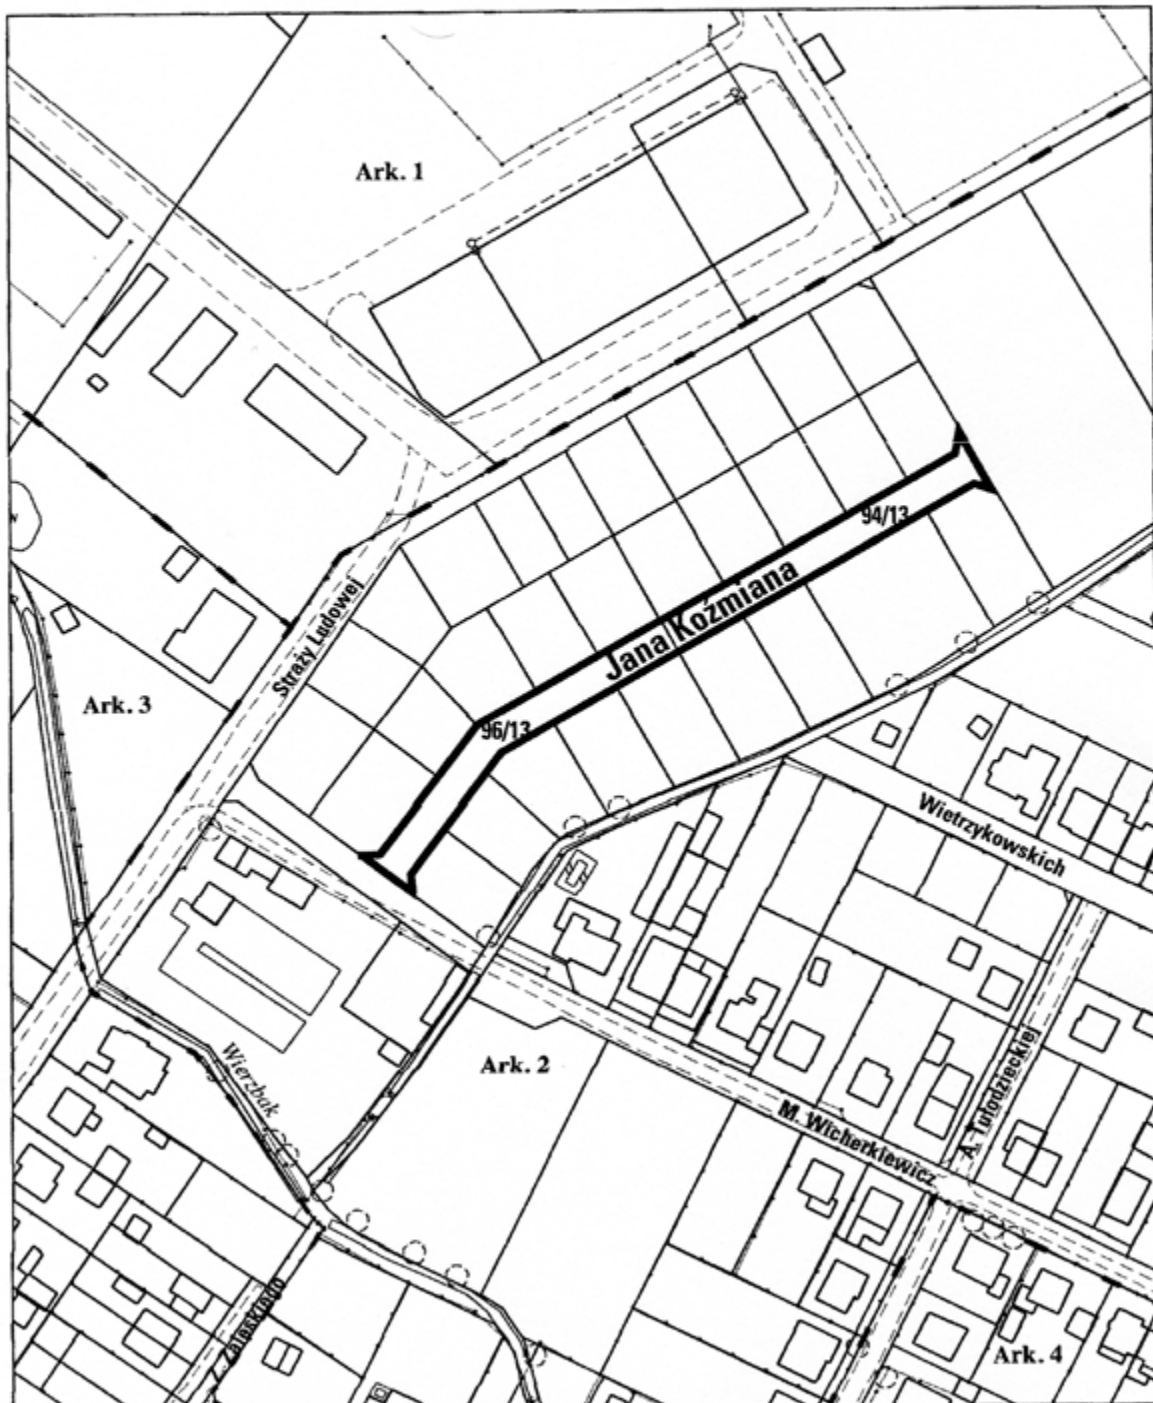 Ark. 1
94/13
Jana Koźmiana
Straży Ludowej
Ark. 3
96/13
Wietrzykowskich
Wierzbak
Ark. 2
A. Tułodzieckiej
M. Wicherkiewicz
Zaleskiego
Ark. 4